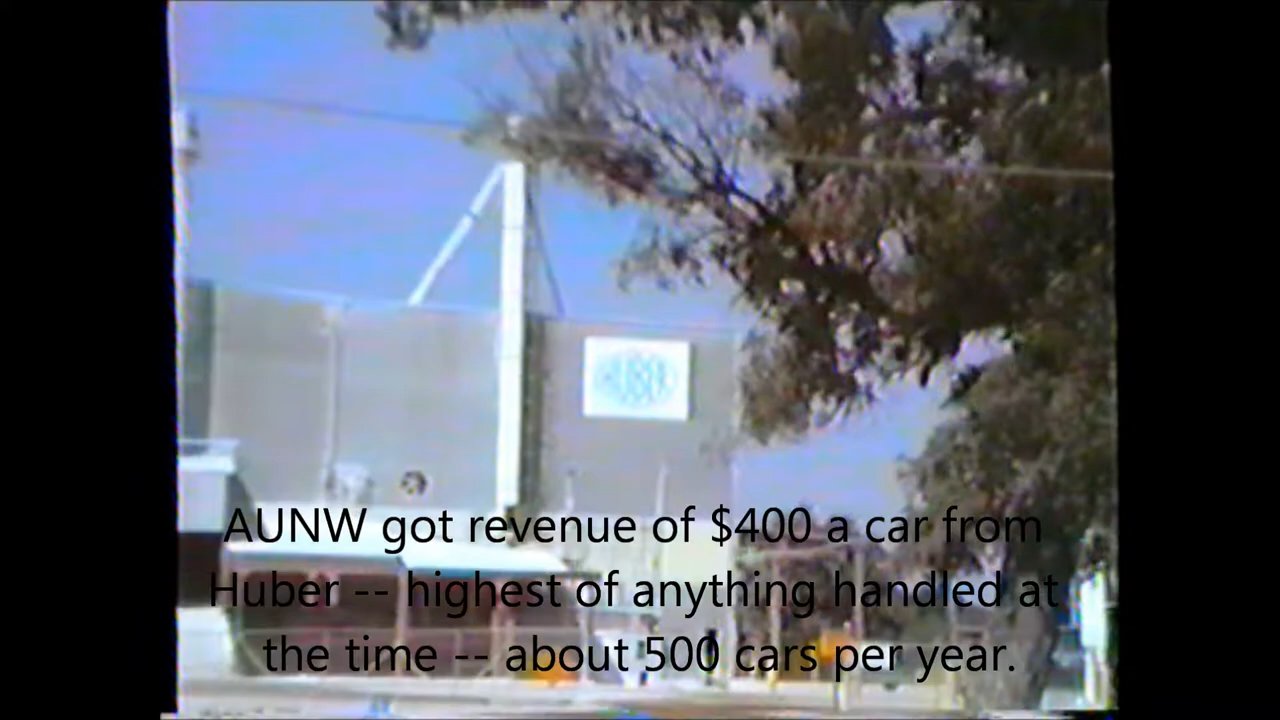 HUBER
AUNW got revenue of $400 a car from
Huber -- highest of anything handled at
the time -- about 500 cars per year.